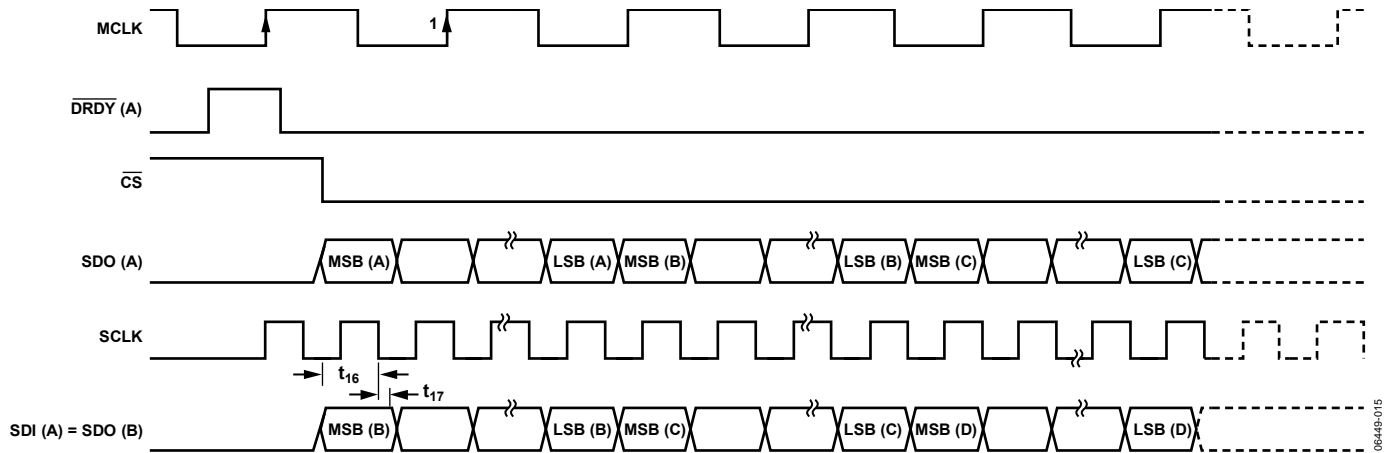 MCLK
1
DRDY (A)
CS
SDO (A) MSB (A) LSB (A) MSB (B) LSB (B) MSB (C) LSB (C)
SCLK
t16
t17
SDI (A) = SDO (B) MSB (B) LSB (B) MSB (C) LSB (C) MSB (D) LSB (D)
06449-015